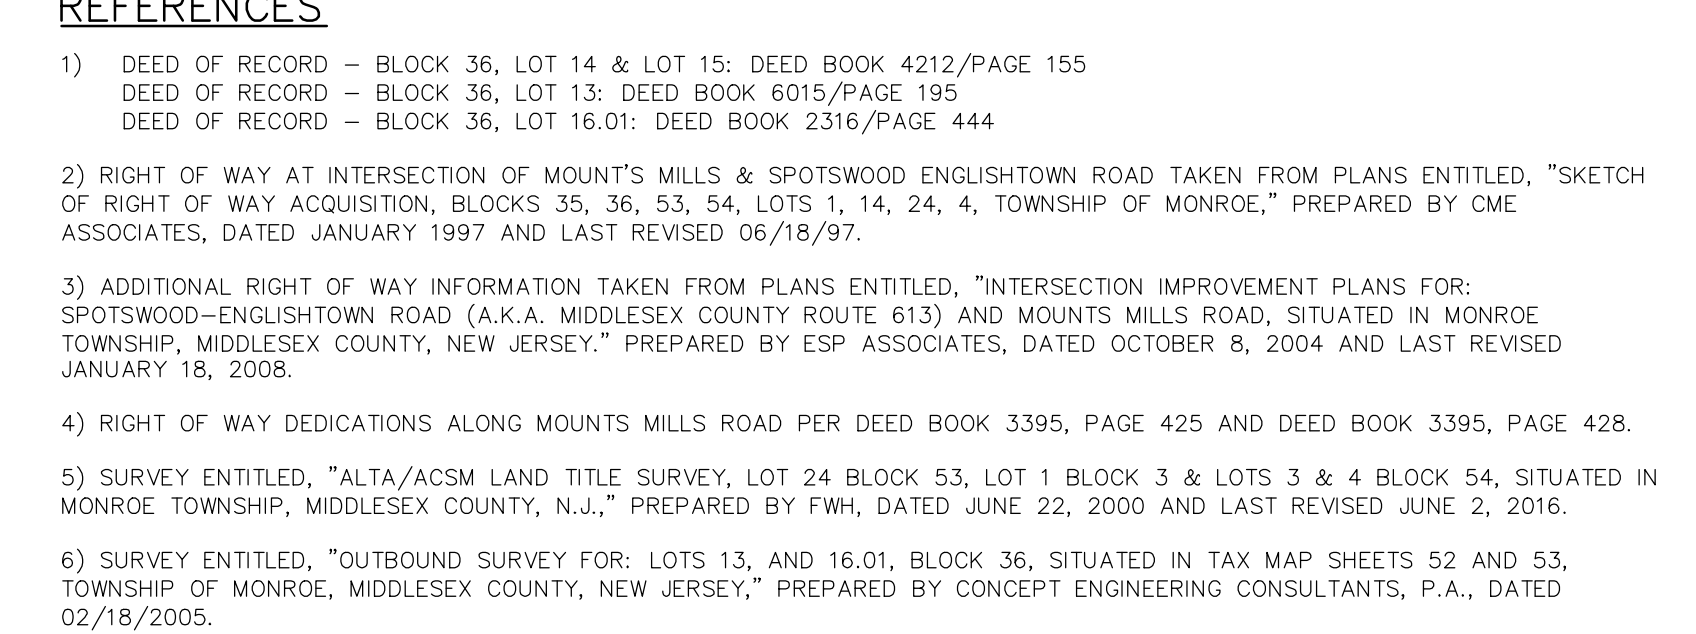 REFERENCES
1) DEED OF RECORD – BLOCK 36, LOT 14 & LOT 15: DEED BOOK 4212/PAGE 155
DEED OF RECORD – BLOCK 36, LOT 13: DEED BOOK 6015/PAGE 195
DEED OF RECORD – BLOCK 36, LOT 16.01: DEED BOOK 2316/PAGE 444
2) RIGHT OF WAY AT INTERSECTION OF MOUNT'S MILLS & SPOTSWOOD ENGLISHTOWN ROAD TAKEN FROM PLANS ENTITLED, "SKETCH
OF RIGHT OF WAY ACQUISITION, BLOCKS 35, 36, 53, 54, LOTS 1, 14, 24, 4, TOWNSHIP OF MONROE," PREPARED BY CME
ASSOCIATES, DATED JANUARY 1997 AND LAST REVISED 06/18/97.
3) ADDITIONAL RIGHT OF WAY INFORMATION TAKEN FROM PLANS ENTITLED, "INTERSECTION IMPROVEMENT PLANS FOR:
SPOTSWOOD–ENGLISHTOWN ROAD (A.K.A. MIDDLESEX COUNTY ROUTE 613) AND MOUNTS MILLS ROAD, SITUATED IN MONROE
TOWNSHIP, MIDDLESEX COUNTY, NEW JERSEY." PREPARED BY ESP ASSOCIATES, DATED OCTOBER 8, 2004 AND LAST REVISED
JANUARY 18, 2008.
4) RIGHT OF WAY DEDICATIONS ALONG MOUNTS MILLS ROAD PER DEED BOOK 3395, PAGE 425 AND DEED BOOK 3395, PAGE 428.
5) SURVEY ENTITLED, "ALTA/ACSM LAND TITLE SURVEY, LOT 24 BLOCK 53, LOT 1 BLOCK 3 & LOTS 3 & 4 BLOCK 54, SITUATED IN
MONROE TOWNSHIP, MIDDLESEX COUNTY, N.J.," PREPARED BY FWH, DATED JUNE 22, 2000 AND LAST REVISED JUNE 2, 2016.
6) SURVEY ENTITLED, "OUTBOUND SURVEY FOR: LOTS 13, AND 16.01, BLOCK 36, SITUATED IN TAX MAP SHEETS 52 AND 53,
TOWNSHIP OF MONROE, MIDDLESEX COUNTY, NEW JERSEY," PREPARED BY CONCEPT ENGINEERING CONSULTANTS, P.A., DATED
02/18/2005.